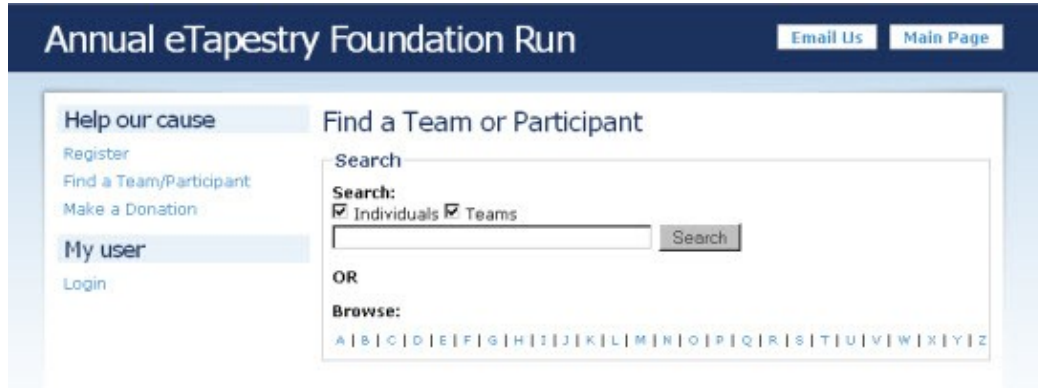 Annual eTapestry Foundation Run
Email Us
Main Page
Help our cause
Register
Find a Team/Participant
Make a Donation
My user
Login
Find a Team or Participant
Search
Search:
Individuals Teams
Search
OR
Browse:
A | B | C | D | E | F | G | H | I | J | K | L | M | N | O | P | Q | R | S | T | U | V | W | X | Y | Z